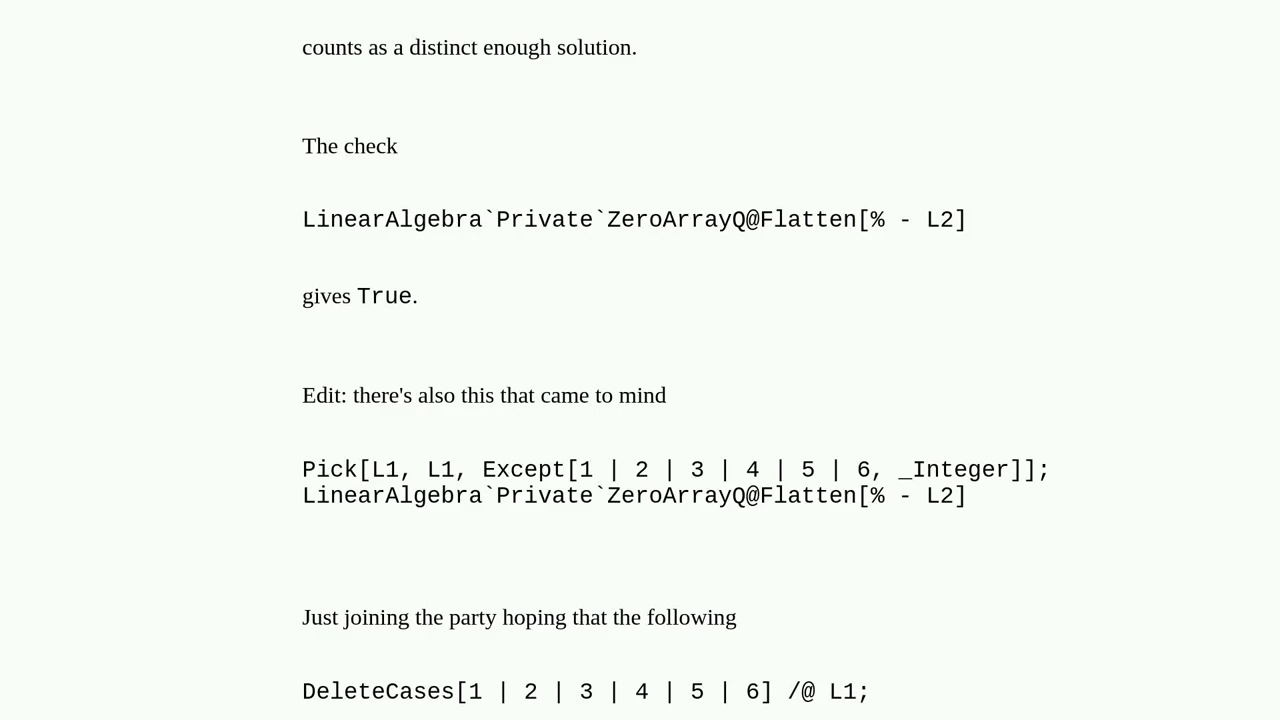 counts as a distinct enough solution.
The check
LinearAlgebra`Private`ZeroArrayQ@Flatten[% - L2]
gives True.
Edit: there's also this that came to mind
Pick[L1, L1, Except[1 | 2 | 3 | 4 | 5 | 6, _Integer]];
LinearAlgebra`Private`ZeroArrayQ@Flatten[% - L2]
Just joining the party hoping that the following
DeleteCases[1 | 2 | 3 | 4 | 5 | 6] /@ L1;